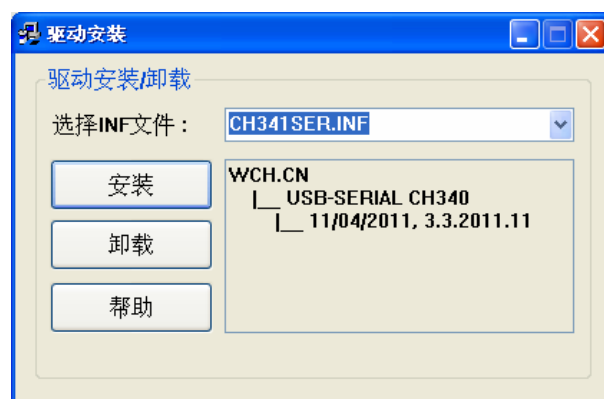 驱动安装
驱动安装/卸载
选择INF文件：
CH341SER.INF
安装
卸载
帮助
WCH.CN
|__ USB-SERIAL CH340
|__ 11/04/2011, 3.3.2011.11